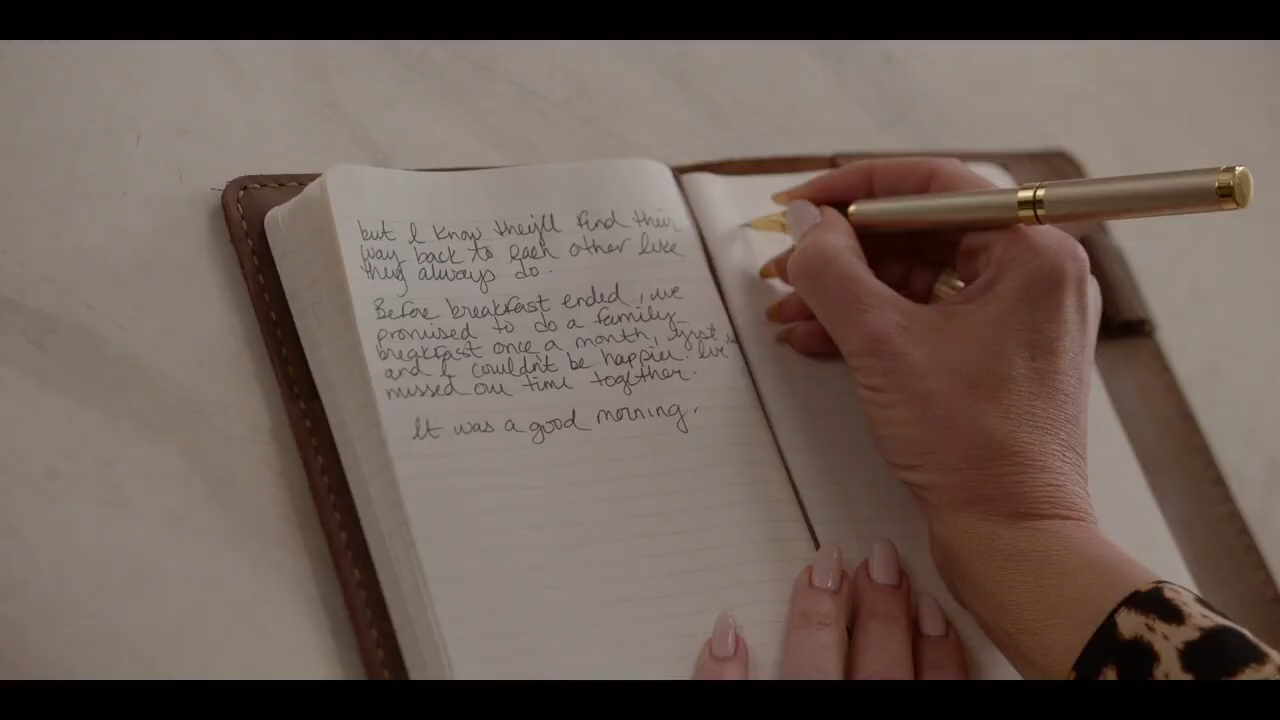 but I know they'll find their
way back to each other like
they always do.
Before breakfast ended, we
promised to do a family
breakfast once a month, just
and I couldn't be happier. I've
missed our time together.
It was a good morning.